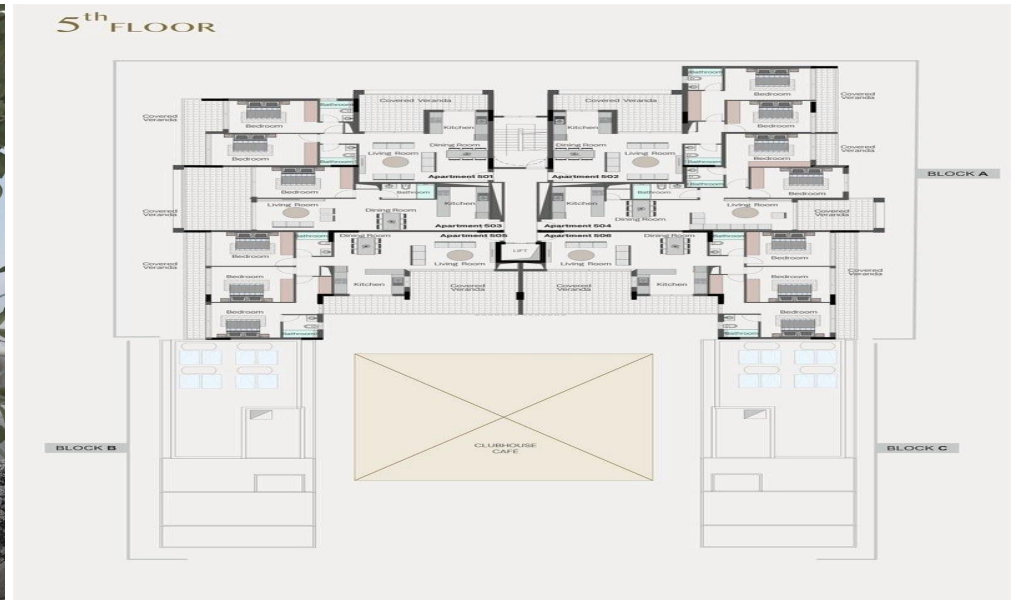 5th FLOOR
Bathroom
Bedroom
Covered
Veranda
Covered Veranda
Covered Veranda
Bathroom
Bedroom
Covered
Veranda
Bedroom
Kitchen
Kitchen
Bathroom
Bedroom
Living Room
Dining Room
Dining Room
Living Room
Bedroom
Covered
Veranda
Bathroom
Bathroom
Apartment 501
Apartment 502
Bathroom
BLOCK A
Bedroom
Bathroom
Bathroom
Bedroom
Covered
Veranda
Living Room
Dining Room
Kitchen
Kitchen
Dining Room
Living Room
Covered
Veranda
Apartment 503
Apartment 504
Bedroom
Bathroom
Dining Room
Apartment 505
Apartment 506
Dining Room
Bathroom
Bedroom
LIFT
Living Room
Living Room
Covered
Veranda
Bedroom
Kitchen
Covered
Veranda
Covered
Veranda
Kitchen
Bedroom
Covered
Veranda
Bedroom
Bathroom
Bathroom
Bedroom
CLUBHOUSE
CAFE
BLOCK B
BLOCK C